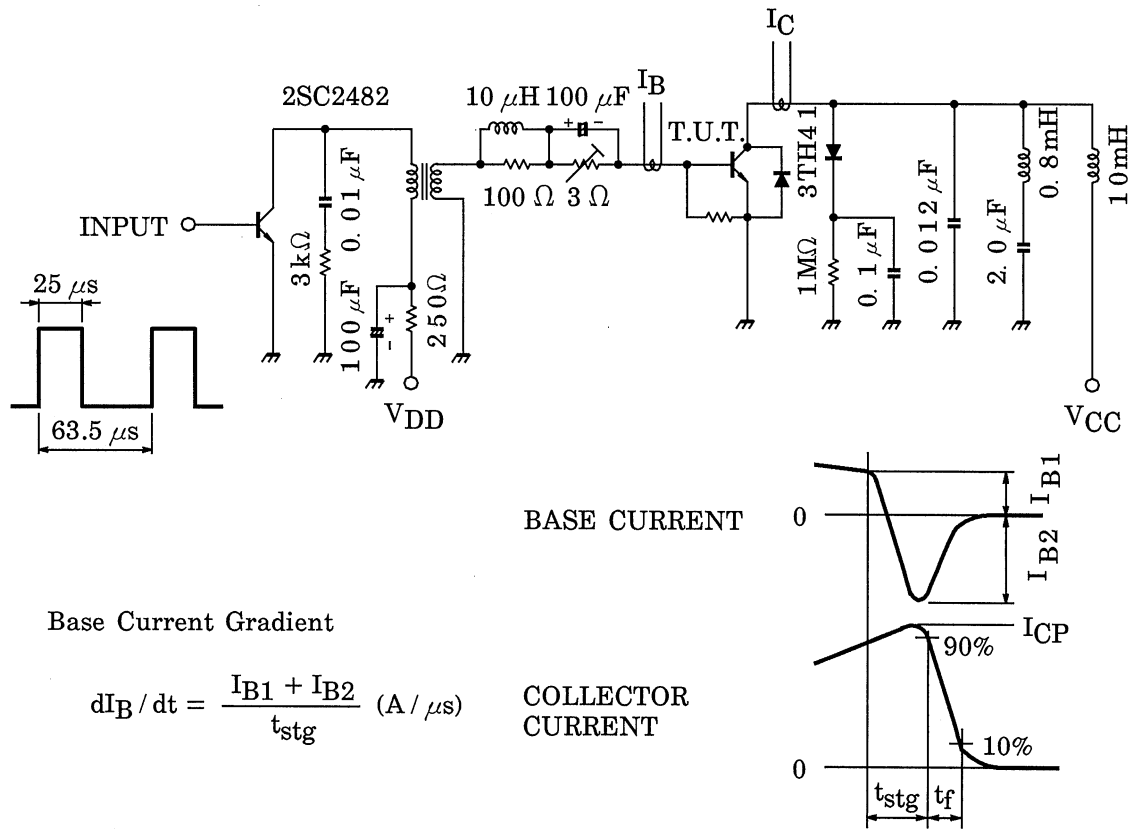 I_C
2SC2482
10 μH 100 μF
I_B
T.U.T.
100 Ω 3 Ω
3TH41
0.8mH
10mH
INPUT
3kΩ
0.01 μF
1MΩ
0.1 μF
0.012 μF
2.0 μF
25 μs
100 μF
+
-
250Ω
+ -
V_DD
V_CC
63.5 μs
BASE CURRENT
0
I_B1
I_B2
Base Current Gradient
dI_B / dt = (I_B1 + I_B2) / t_stg (A / μs)
I_CP
90%
COLLECTOR
CURRENT
10%
0
t_stg
t_f